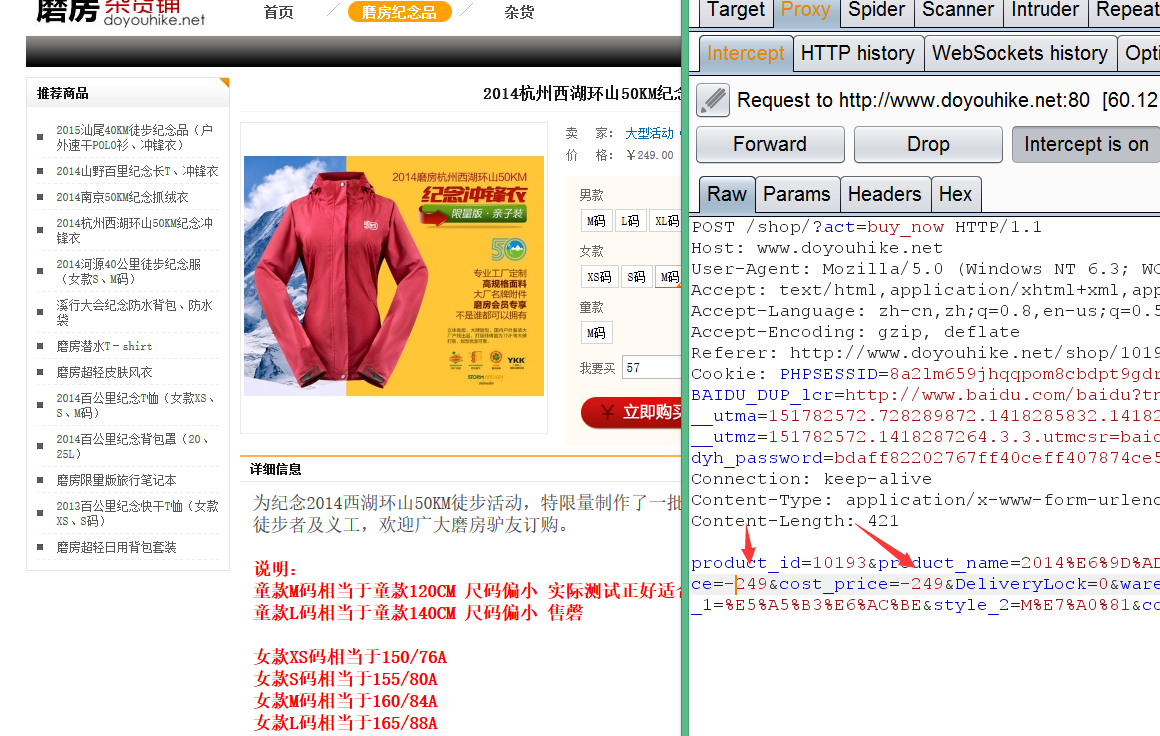 磨房 杂货铺
doyouhike.net
首页
磨房纪念品
杂货
推荐商品
2015汕尾40KM徒步纪念品（户
外速干POLO衫、冲锋衣）
2014山野百里纪念长T、冲锋衣
2014南京50KM纪念抓绒衣
2014杭州西湖环山50KM纪念冲
锋衣
2014河源40公里徒步纪念服
（女款S、M码）
溪行大会纪念防水背包、防水
袋
磨房潜水T－shirt
磨房超轻皮肤风衣
2014百公里纪念T恤（女款XS、
S、M码）
2014百公里纪念背包罩（20、
25L）
磨房限量版旅行笔记本
2013百公里纪念快干T恤（女款
XS、S码）
磨房超轻日用背包套装
2014杭州西湖环山50KM纪念
2014磨房杭州西湖环山50KM
纪念冲锋衣
限量版·亲子装
50
专业工厂定制
高规格面料
大厂名牌附件
磨房会员专享
不是谁都可以拥有
YKK
卖 家: 大型活动
价 格: ￥249.00
男款
M码 L码 XL码
女款
XS码 S码 M码
童款
M码
我要买 57
￥ 立即购买
详细信息
为纪念2014西湖环山50KM徒步活动，特限量制作了一批
徒步者及义工，欢迎广大磨房驴友订购。
说明：
童款M码相当于童款120CM 尺码偏小 实际测试正好适合
童款L码相当于童款140CM 尺码偏小 售罄
女款XS码相当于150/76A
女款S码相当于155/80A
女款M码相当于160/84A
女款L码相当于165/88A
Target Proxy Spider Scanner Intruder Repeat
Intercept HTTP history WebSockets history Opti
Request to http://www.doyouhike.net:80 [60.12
Forward Drop Intercept is on
Raw Params Headers Hex
POST /shop/?act=buy_now HTTP/1.1
Host: www.doyouhike.net
User-Agent: Mozilla/5.0 (Windows NT 6.3; WO
Accept: text/html,application/xhtml+xml,app
Accept-Language: zh-cn,zh;q=0.8,en-us;q=0.5
Accept-Encoding: gzip, deflate
Referer: http://www.doyouhike.net/shop/1019
Cookie: PHPSESSID=8a21m659jhqqpom8cbdpt9gdr
BAIDU_DUP_lcr=http://www.baidu.com/baidu?tn
__utma=151782572.728289872.1418285832.14182
__utmz=151782572.1418287264.3.3.utmcsr=baid
dyh_password=bdaff82202767ff40ceff407874ce5
Connection: keep-alive
Content-Type: application/x-www-form-urlenc
Content-Length: 421
product_id=10193&product_name=2014%E6%9D%AD
ce=-249&cost_price=-249&DeliveryLock=0&ware
_1=%E5%A5%B3%E6%AC%BE&style_2=M%E7%A0%81&co